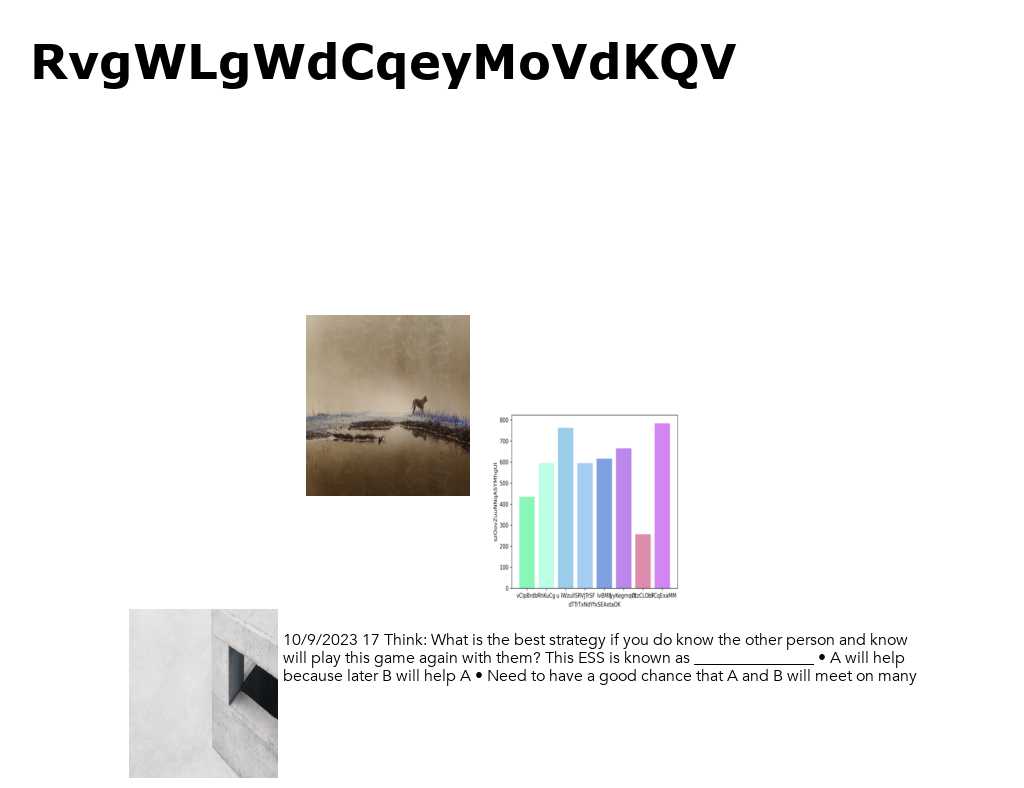 RvgWLgWdCqeyMoVdKQV
800
700
600
500
400
300
200
100
0
10/9/2023 17 Think: What is the best strategy if you do know the other person and know
will play this game again with them? This ESS is known as _______________ • A will help
because later B will help A • Need to have a good chance that A and B will meet on many